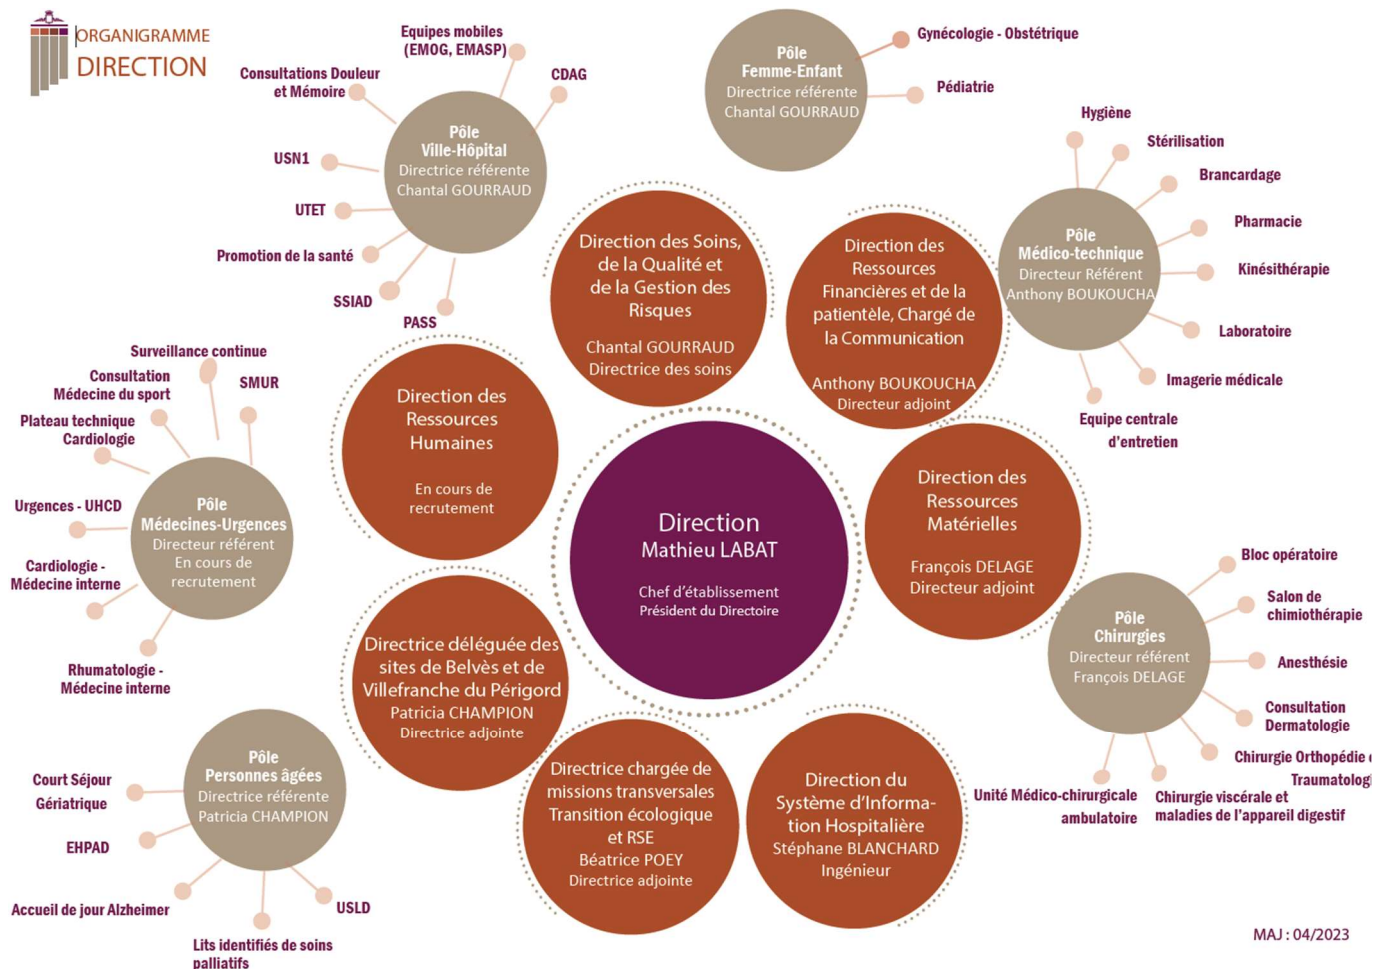 ORGANIGRAMME
DIRECTION
Equipes mobiles
(EMOG, EMASP)
CDAG
Consultations Douleur
et Mémoire
USN1
UTET
Promotion de la santé
SSIAD
PASS
Pôle
Ville-Hôpital
Directrice référente
Chantal GOURRAUD
Pôle
Femme-Enfant
Directrice référente
Chantal GOURRAUD
Gynécologie - Obstétrique
Pédiatrie
Hygiène
Stérilisation
Brancardage
Pharmacie
Kinésithérapie
Laboratoire
Imagerie médicale
Equipe centrale
d'entretien
Pôle
Médico-technique
Directeur Référent
Anthony BOUKOUCHA
Direction des Soins,
de la Qualité et
de la Gestion des
Risques
Chantal GOURRAUD
Directrice des soins
Direction des
Ressources
Financières et de la
patientèle, Chargé de
la Communication
Anthony BOUKOUCHA
Directeur adjoint
Direction des
Ressources
Humaines
En cours de
recrutement
Direction
Mathieu LABAT
Chef d'établissement
Président du Directoire
Direction des
Ressources
Matérielles
François DELAGE
Directeur adjoint
Surveillance continue
Consultation
Médecine du sport
SMUR
Plateau technique
Cardiologie
Urgences - UHCD
Cardiologie -
Médecine interne
Rhumatologie -
Médecine interne
Pôle
Médecines-Urgences
Directeur référent
En cours de
recrutement
Directrice déléguée des
sites de Belvès et de
Villefranche du Périgord
Patricia CHAMPION
Directrice adjointe
Pôle
Chirurgies
Directeur référent
François DELAGE
Bloc opératoire
Salon de
chimiothérapie
Anesthésie
Consultation
Dermatologie
Chirurgie Orthopédie
Traumatolog
Chirurgie viscérale et
maladies de l'appareil digestif
Unité Médico-chirurgicale
ambulatoire
Pôle
Personnes âgées
Directrice référente
Patricia CHAMPION
Court Séjour
Gériatrique
EHPAD
Accueil de jour Alzheimer
Lits identifiés de soins
palliatifs
USLD
Directrice chargée de
missions transversales
Transition écologique
et RSE
Béatrice POEY
Directrice adjointe
Direction du
Système d'Informa-
tion Hospitalière
Stéphane BLANCHARD
Ingénieur
MAJ : 04/2023